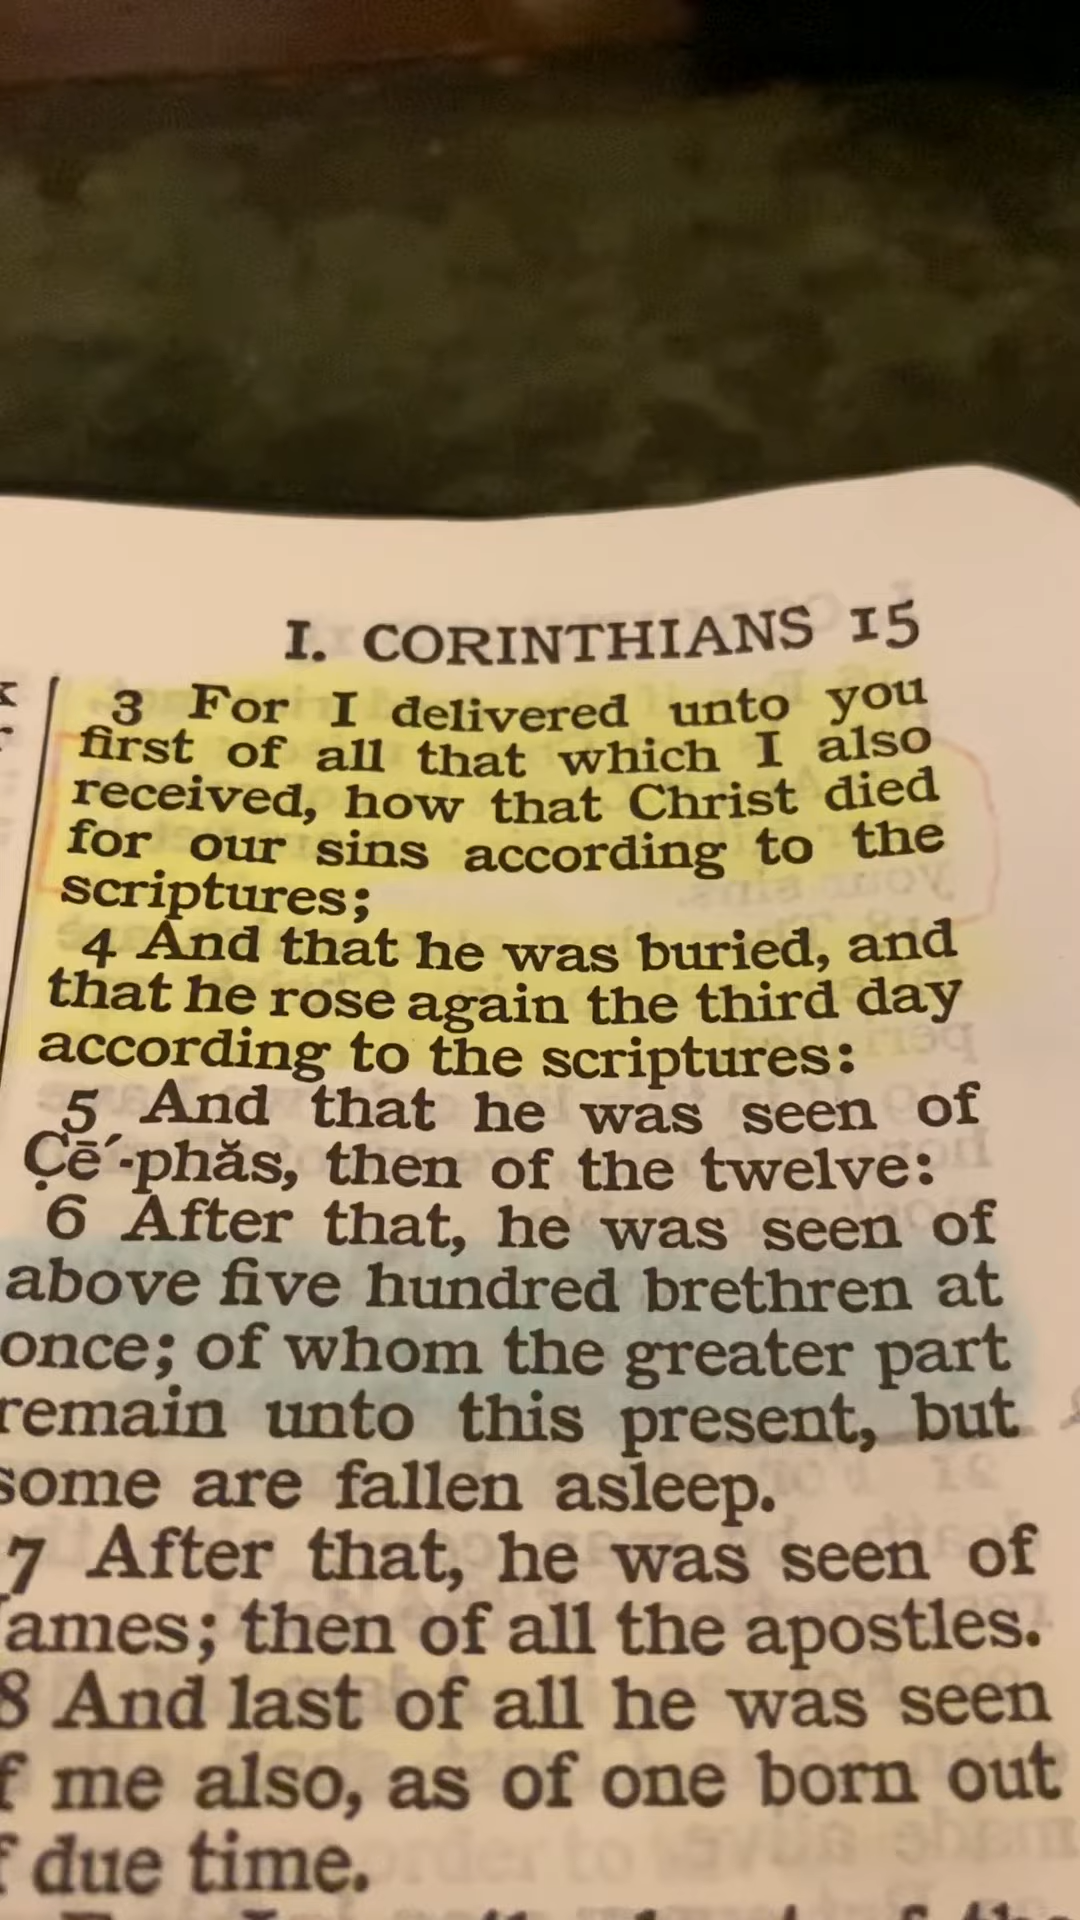 I. CORINTHIANS 15
3 For I delivered unto you
first of all that which I also
received, how that Christ died
for our sins according to the
scriptures;
4 And that he was buried, and
that he rose again the third day
according to the scriptures:
5 And that he was seen of
Çē´-phăs, then of the twelve:
6 After that, he was seen of
above five hundred brethren at
once; of whom the greater part
remain unto this present, but
some are fallen asleep.
7 After that, he was seen of
James; then of all the apostles.
8 And last of all he was seen
f me also, as of one born out
f due time.